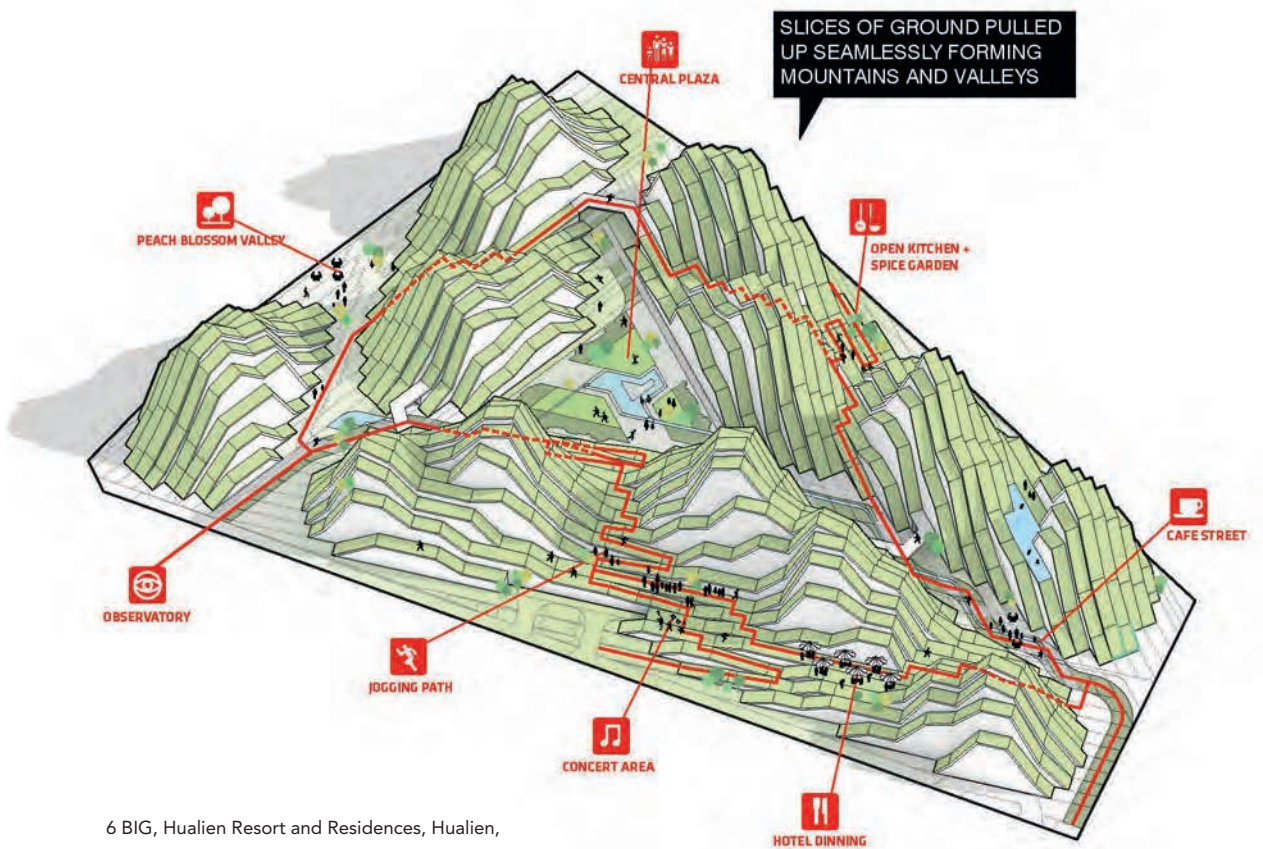 SLICES OF GROUND PULLED
UP SEAMLESSLY FORMING
MOUNTAINS AND VALLEYS
CENTRAL PLAZA
PEACH BLOSSOM VALLEY
OPEN KITCHEN +
SPICE GARDEN
CAFE STREET
OBSERVATORY
JOGGING PATH
CONCERT AREA
HOTEL DINNING
6 BIG, Hualien Resort and Residences, Hualien,